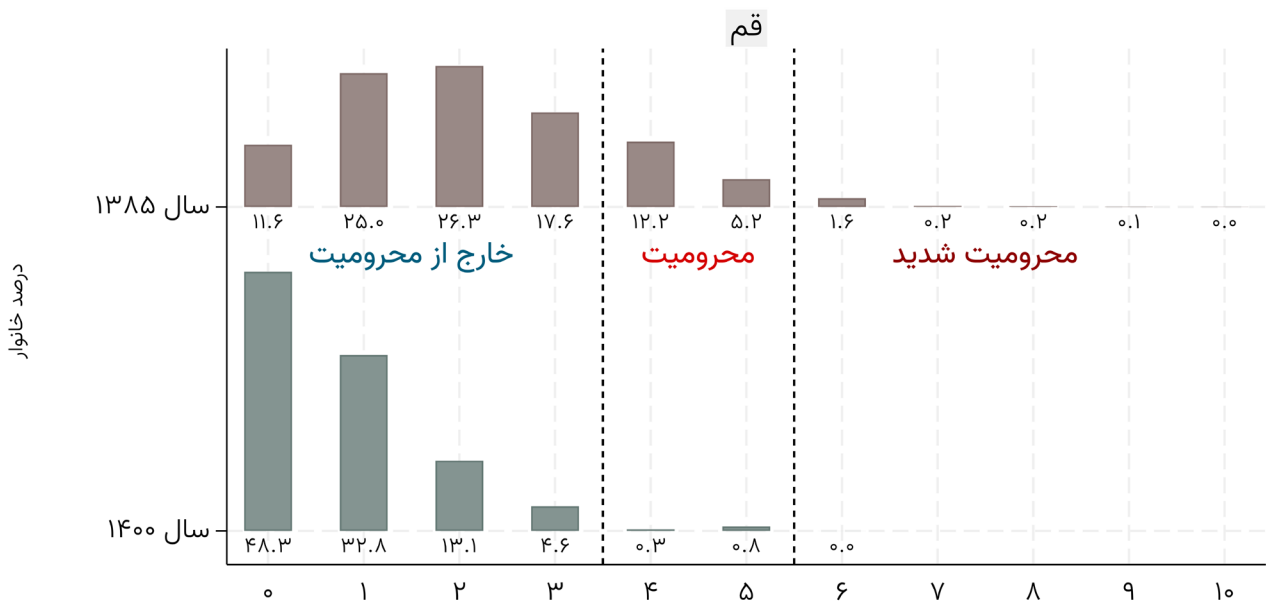 قم
سال ۱۳۸۵
۱۱.۶ ۲۵.۰ ۲۶.۳ ۱۷.۶ ۱۲.۲ ۵.۲ ۱.۶ ۰.۲ ۰.۲ ۰.۱ ۰.۰
خارج از محرومیت
محرومیت
محرومیت شدید
درصد خانوار
سال ۱۴۰۰
۴۸.۳ ۳۲.۸ ۱۳.۱ ۴.۶ ۰.۳ ۰.۸ ۰.۰
۰ ۱ ۲ ۳ ۴ ۵ ۶ ۷ ۸ ۹ ۱۰